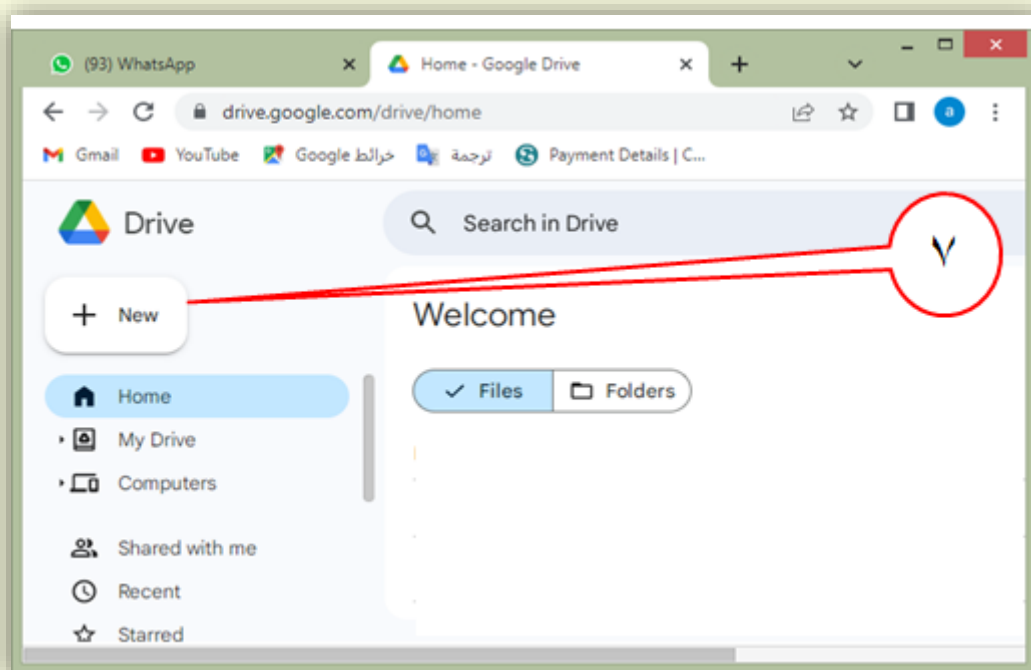 (93) WhatsApp
Home - Google Drive
drive.google.com/drive/home
a
Gmail YouTube خرائط Google ترجمة Payment Details | C...
Drive
Search in Drive
٧
New
Welcome
Files Folders
Home
My Drive
Computers
Shared with me
Recent
Starred